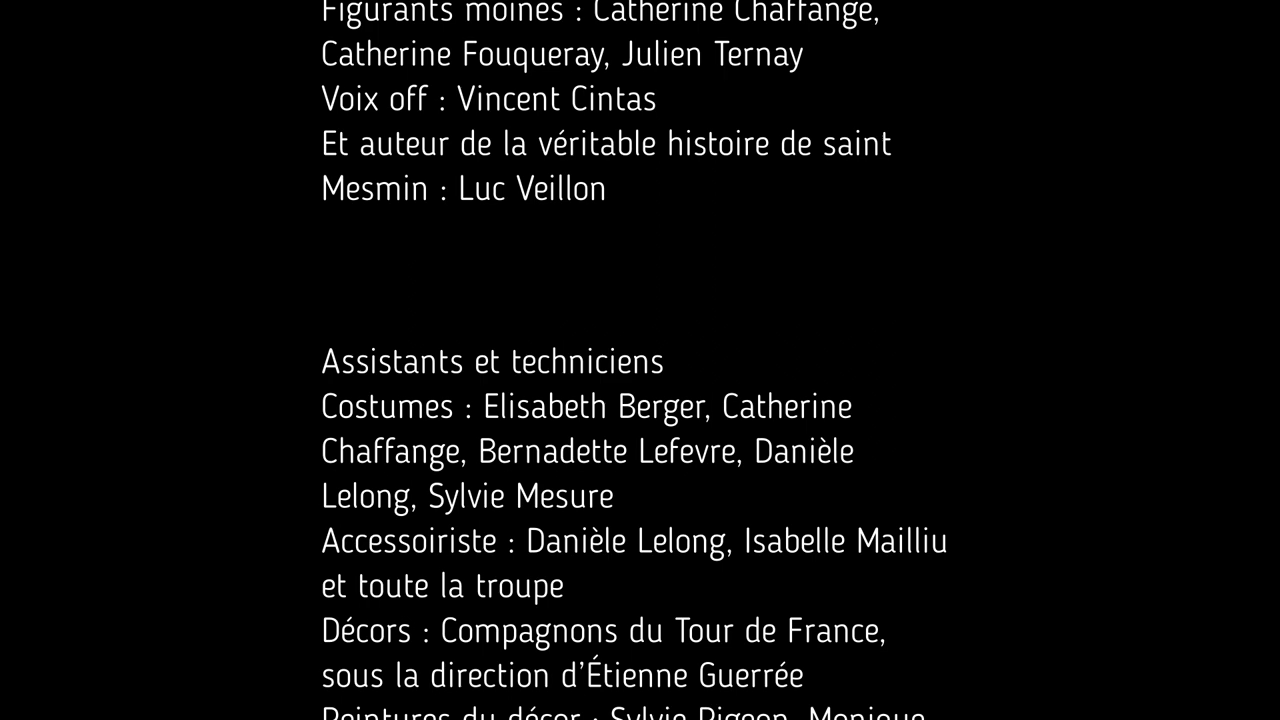 Figurants moines : Catherine Chaffange,
Catherine Fouqueray, Julien Ternay
Voix off : Vincent Cintas
Et auteur de la véritable histoire de saint
Mesmin : Luc Veillon
Assistants et techniciens
Costumes : Elisabeth Berger, Catherine
Chaffange, Bernadette Lefevre, Danièle
Lelong, Sylvie Mesure
Accessoiriste : Danièle Lelong, Isabelle Mailliu
et toute la troupe
Décors : Compagnons du Tour de France,
sous la direction d’Étienne Guerrée
Peintures du décor : Sylvie Pigeon, Monique